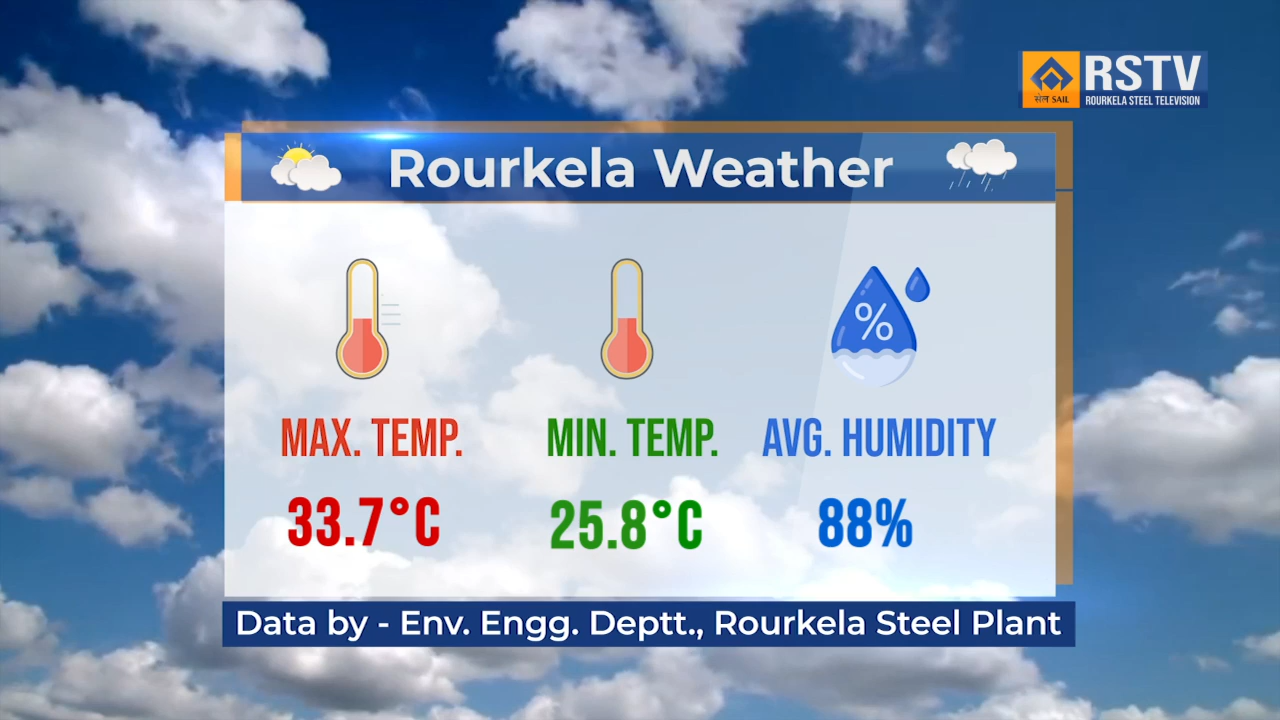 RSTV
सेल SAIL
ROURKELA STEEL TELEVISION
Rourkela Weather
%
MAX. TEMP.
MIN. TEMP.
AVG. HUMIDITY
33.7°C
25.8°C
88%
Data by - Env. Engg. Deptt., Rourkela Steel Plant